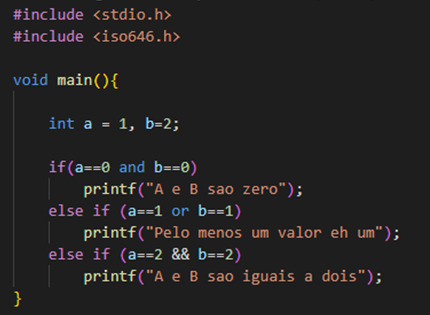 #include <stdio.h>
#include <iso646.h>
void main(){
int a = 1, b=2;
if(a==0 and b==0)
printf("A e B sao zero");
else if (a==1 or b==1)
printf("Pelo menos um valor eh um");
else if (a==2 && b==2)
printf("A e B sao iguais a dois");
}